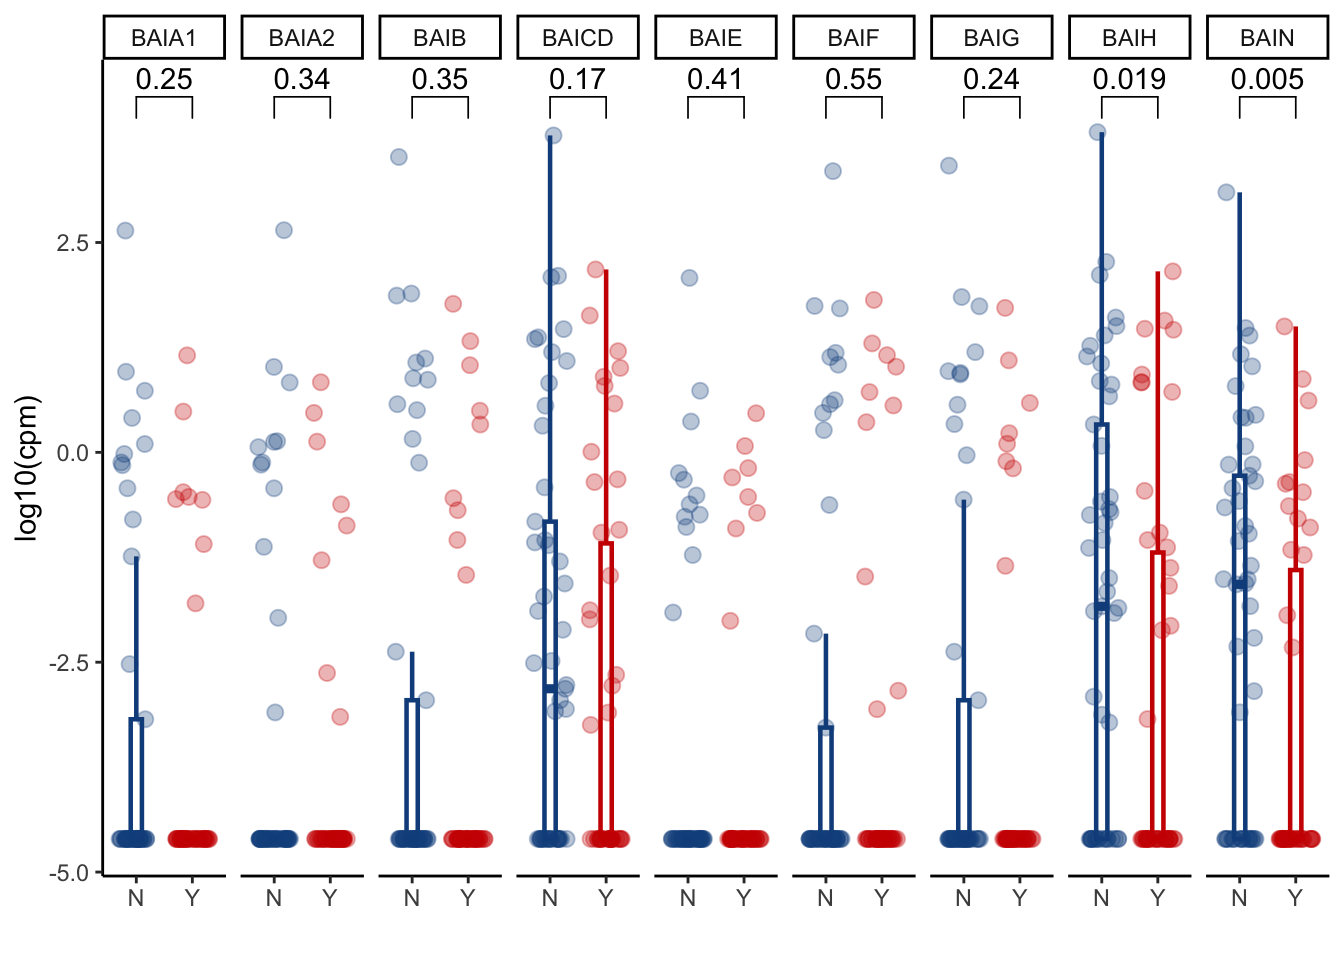 BAIA1 BAIA2 BAIB BAICD BAIE BAIF BAIG BAIH BAIN
0.25 0.34 0.35 0.17 0.41 0.55 0.24 0.019 0.005
log10(cpm)
2.5
0.0
-2.5
-5.0
N Y N Y N Y N Y N Y N Y N Y N Y N Y